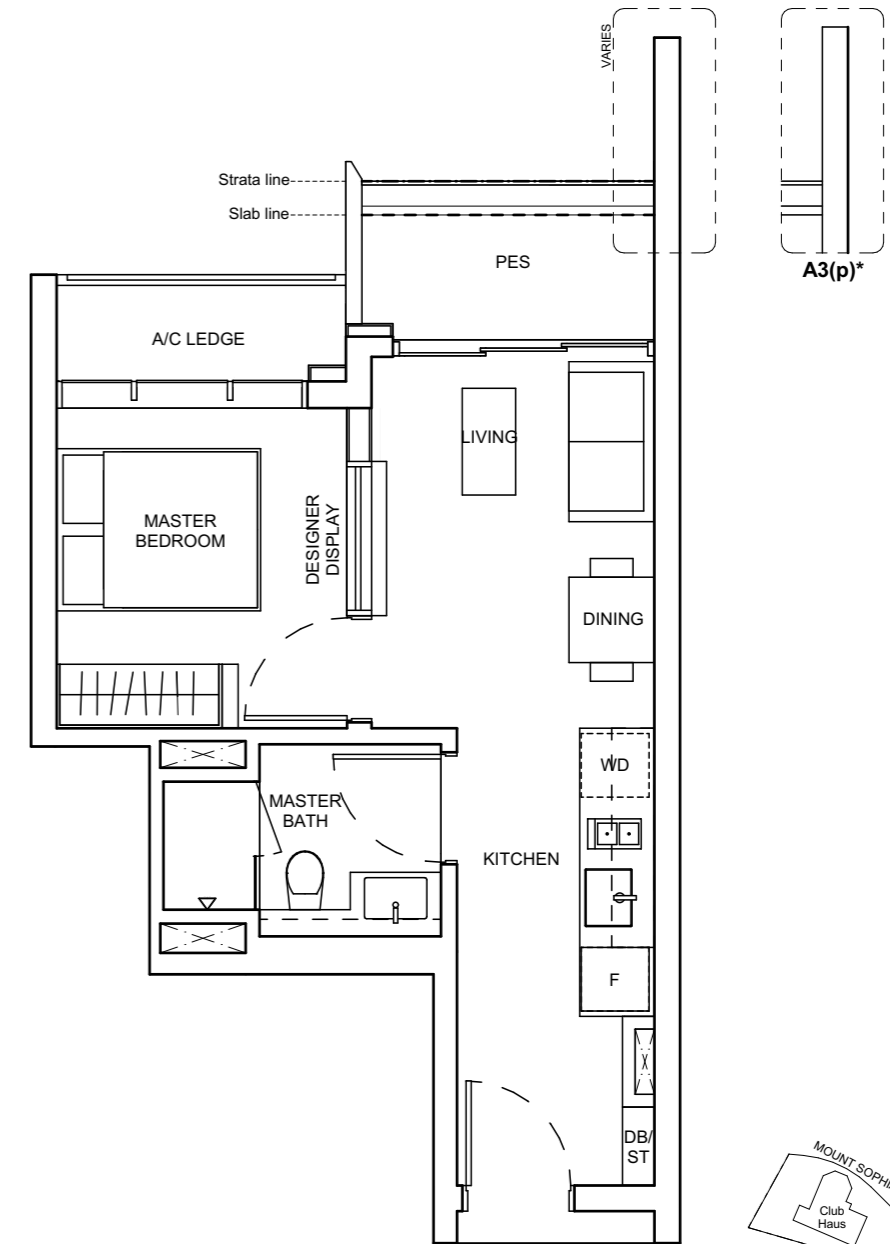 VARIES
Strata line
Slab line
PES
A3(p)*
A/C LEDGE
LIVING
MASTER
BEDROOM
DESIGNER
DISPLAY
DINING
WD
MASTER
BATH
KITCHEN
F
DB/
ST
MOUNT SOPHIA
Club
Haus